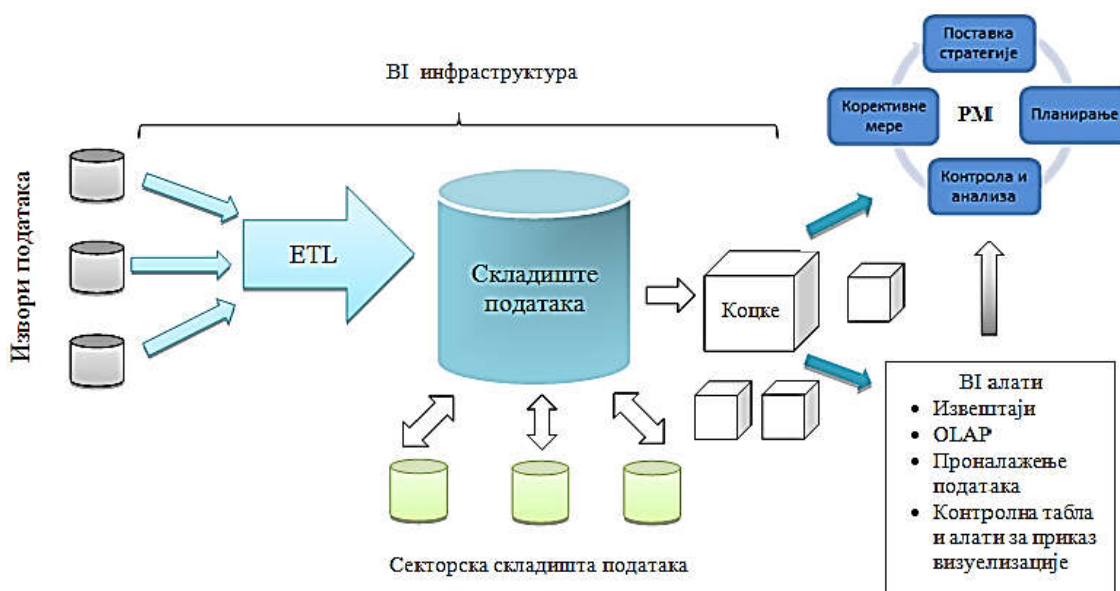 BI инфраструктура
Поставка
стратегије
Корективне
мере
PM
Планирање
Контрола и
анализа
Извори података
ETL
Складиште
података
Коцке
BI алати
• Извештаји
• OLAP
• Проналажење
података
• Контролна табла
и алати за приказ
визуелизације
Секторска складишта података